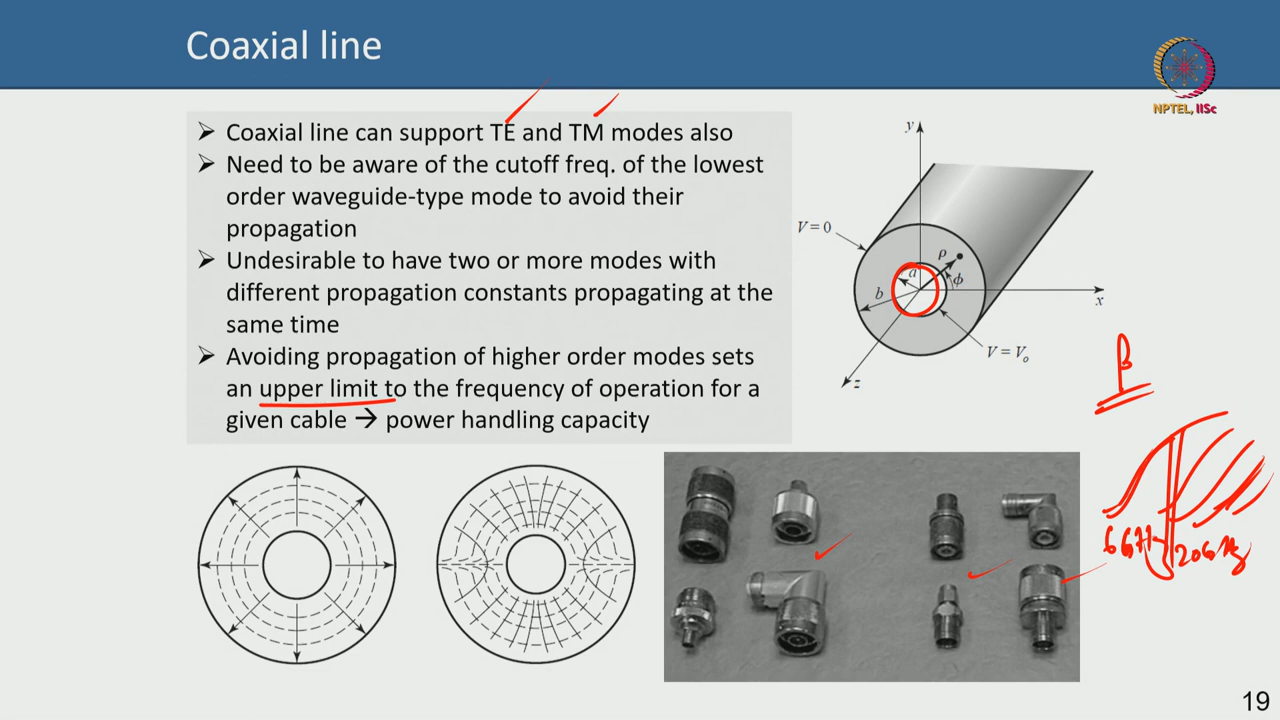 Coaxial line
NPTEL, IISc
➢ Coaxial line can support TE and TM modes also
➢ Need to be aware of the cutoff freq. of the lowest
order waveguide-type mode to avoid their
propagation
➢ Undesirable to have two or more modes with
different propagation constants propagating at the
same time
➢ Avoiding propagation of higher order modes sets
an upper limit to the frequency of operation for a
given cable → power handling capacity
y
V = 0
ρ
a
ϕ
b
x
V = Vo
z
β
19